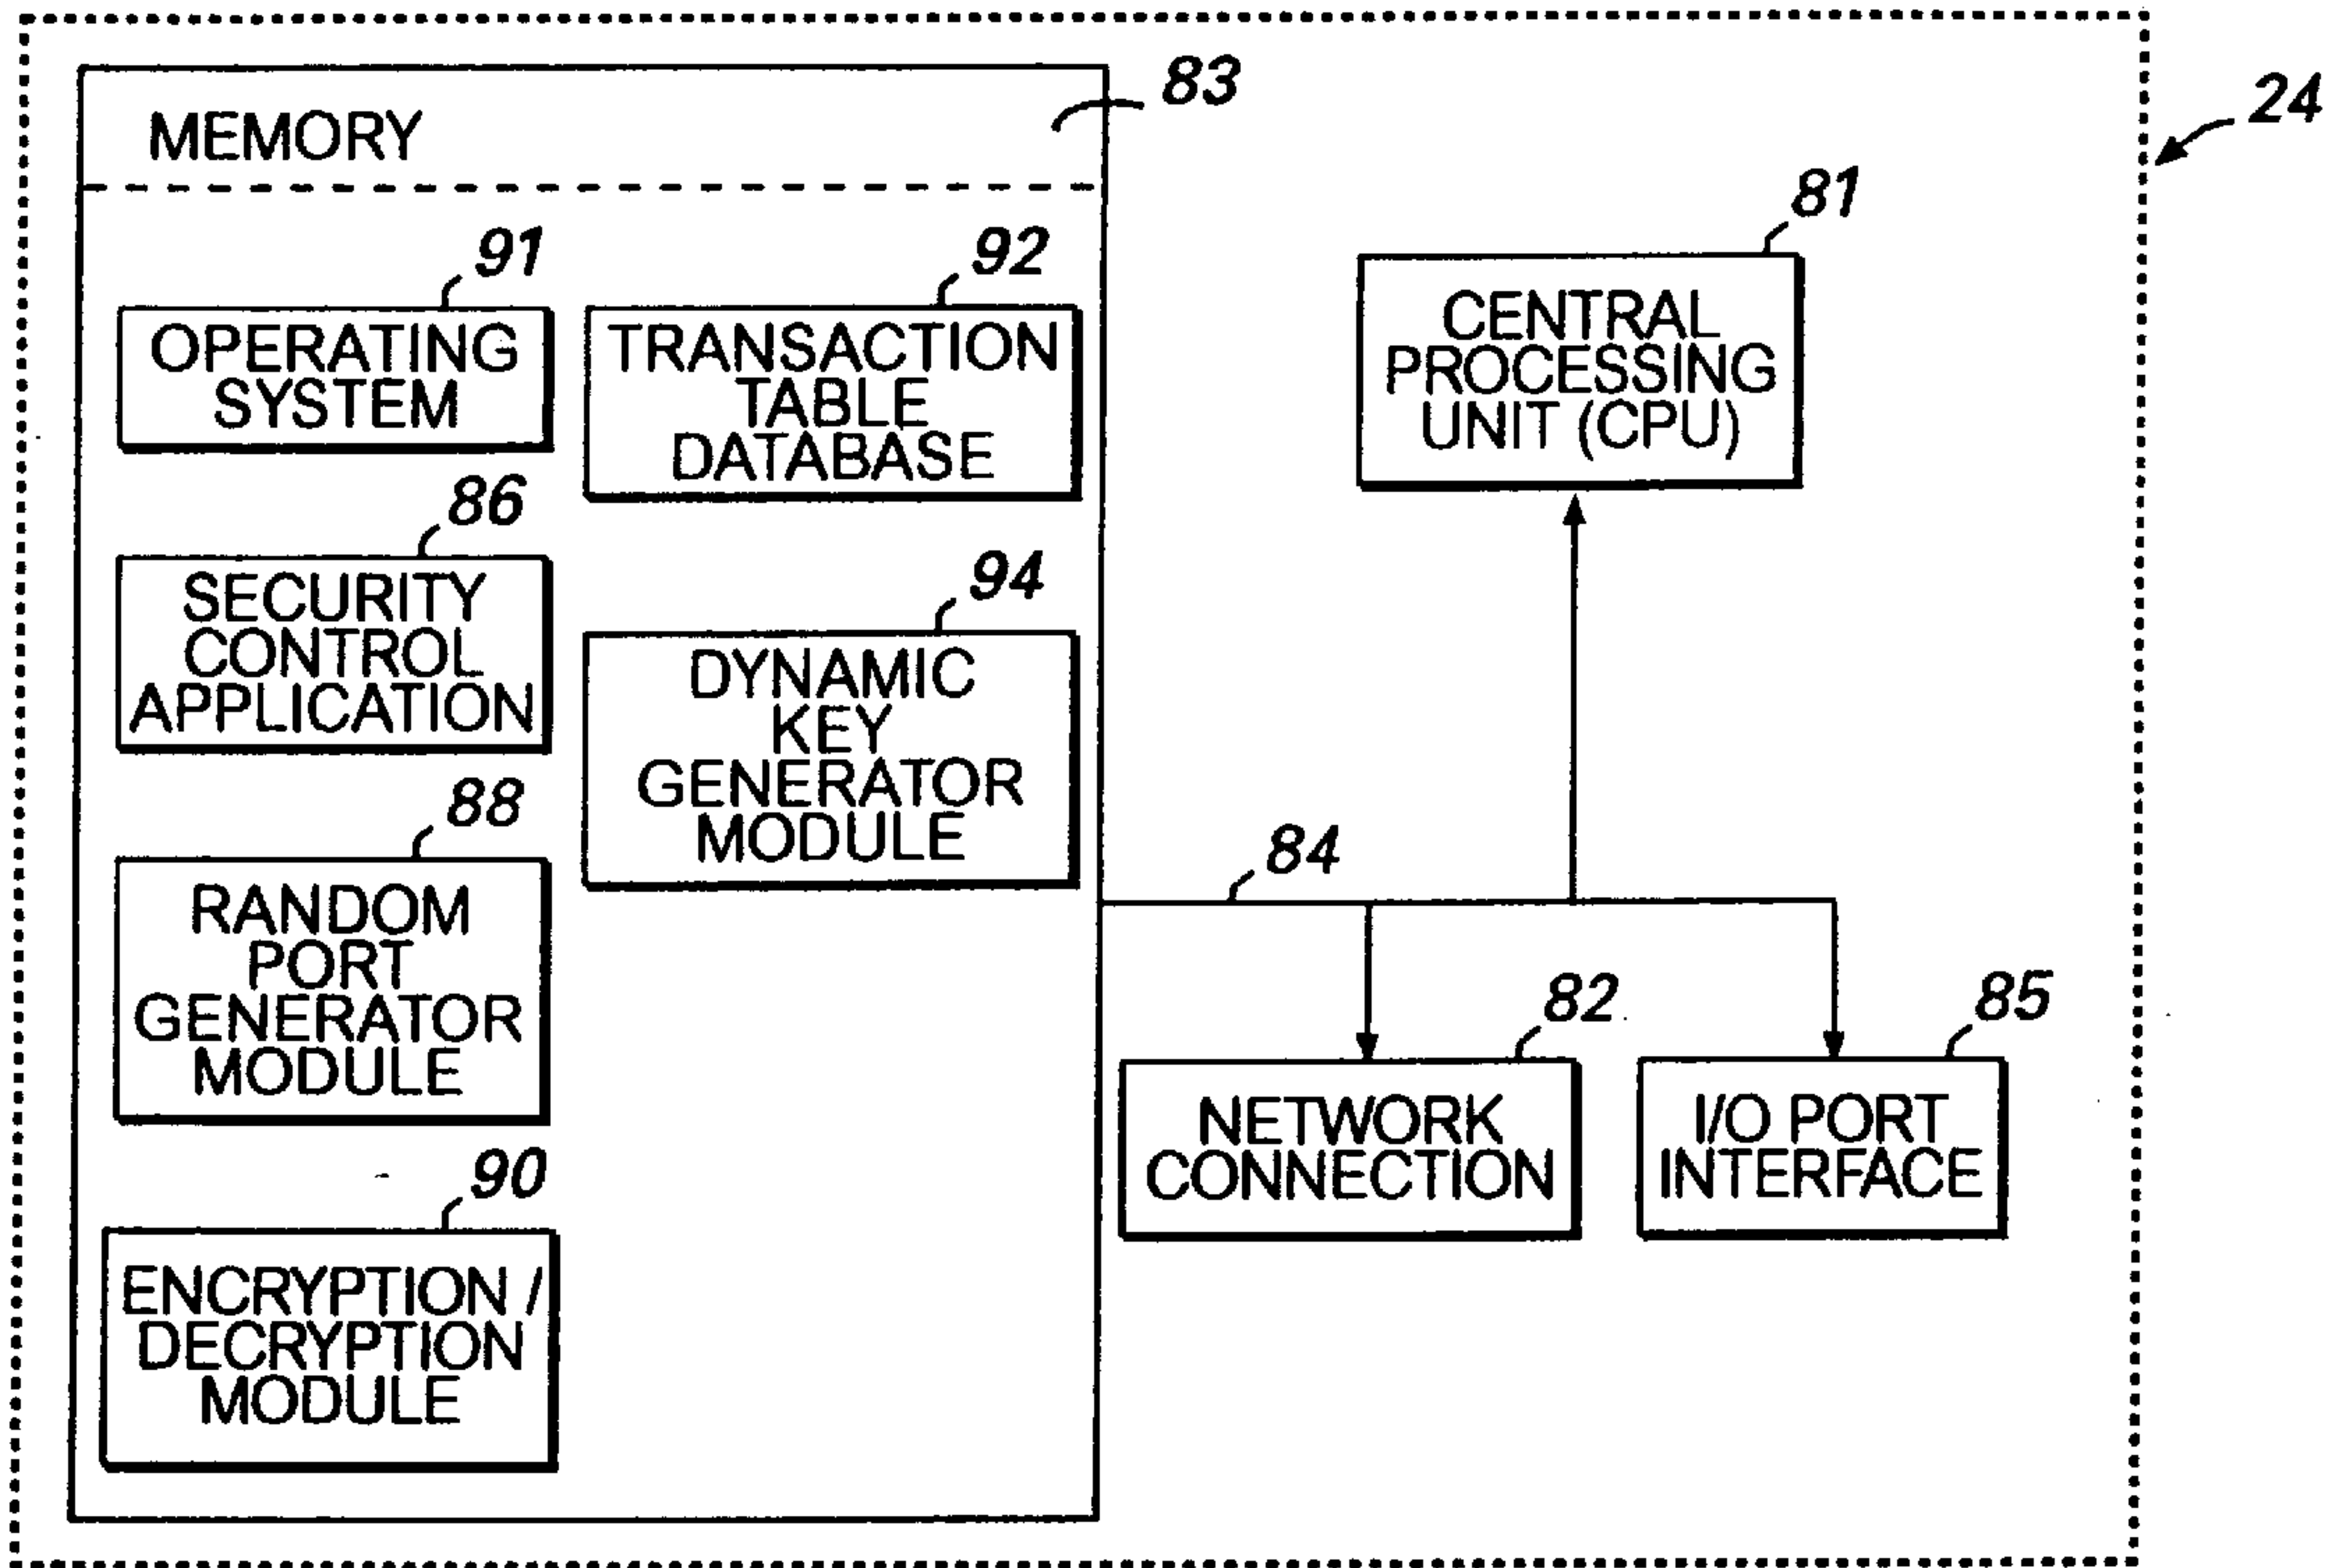 83
MEMORY
24
81
91
OPERATING
SYSTEM
92
TRANSACTION
TABLE
DATABASE
CENTRAL
PROCESSING
UNIT (CPU)
86
SECURITY
CONTROL
APPLICATION
94
DYNAMIC
KEY
GENERATOR
MODULE
88
RANDOM
PORT
GENERATOR
MODULE
84
82
NETWORK
CONNECTION
85
I/O PORT
INTERFACE
90
ENCRYPTION /
DECRYPTION
MODULE